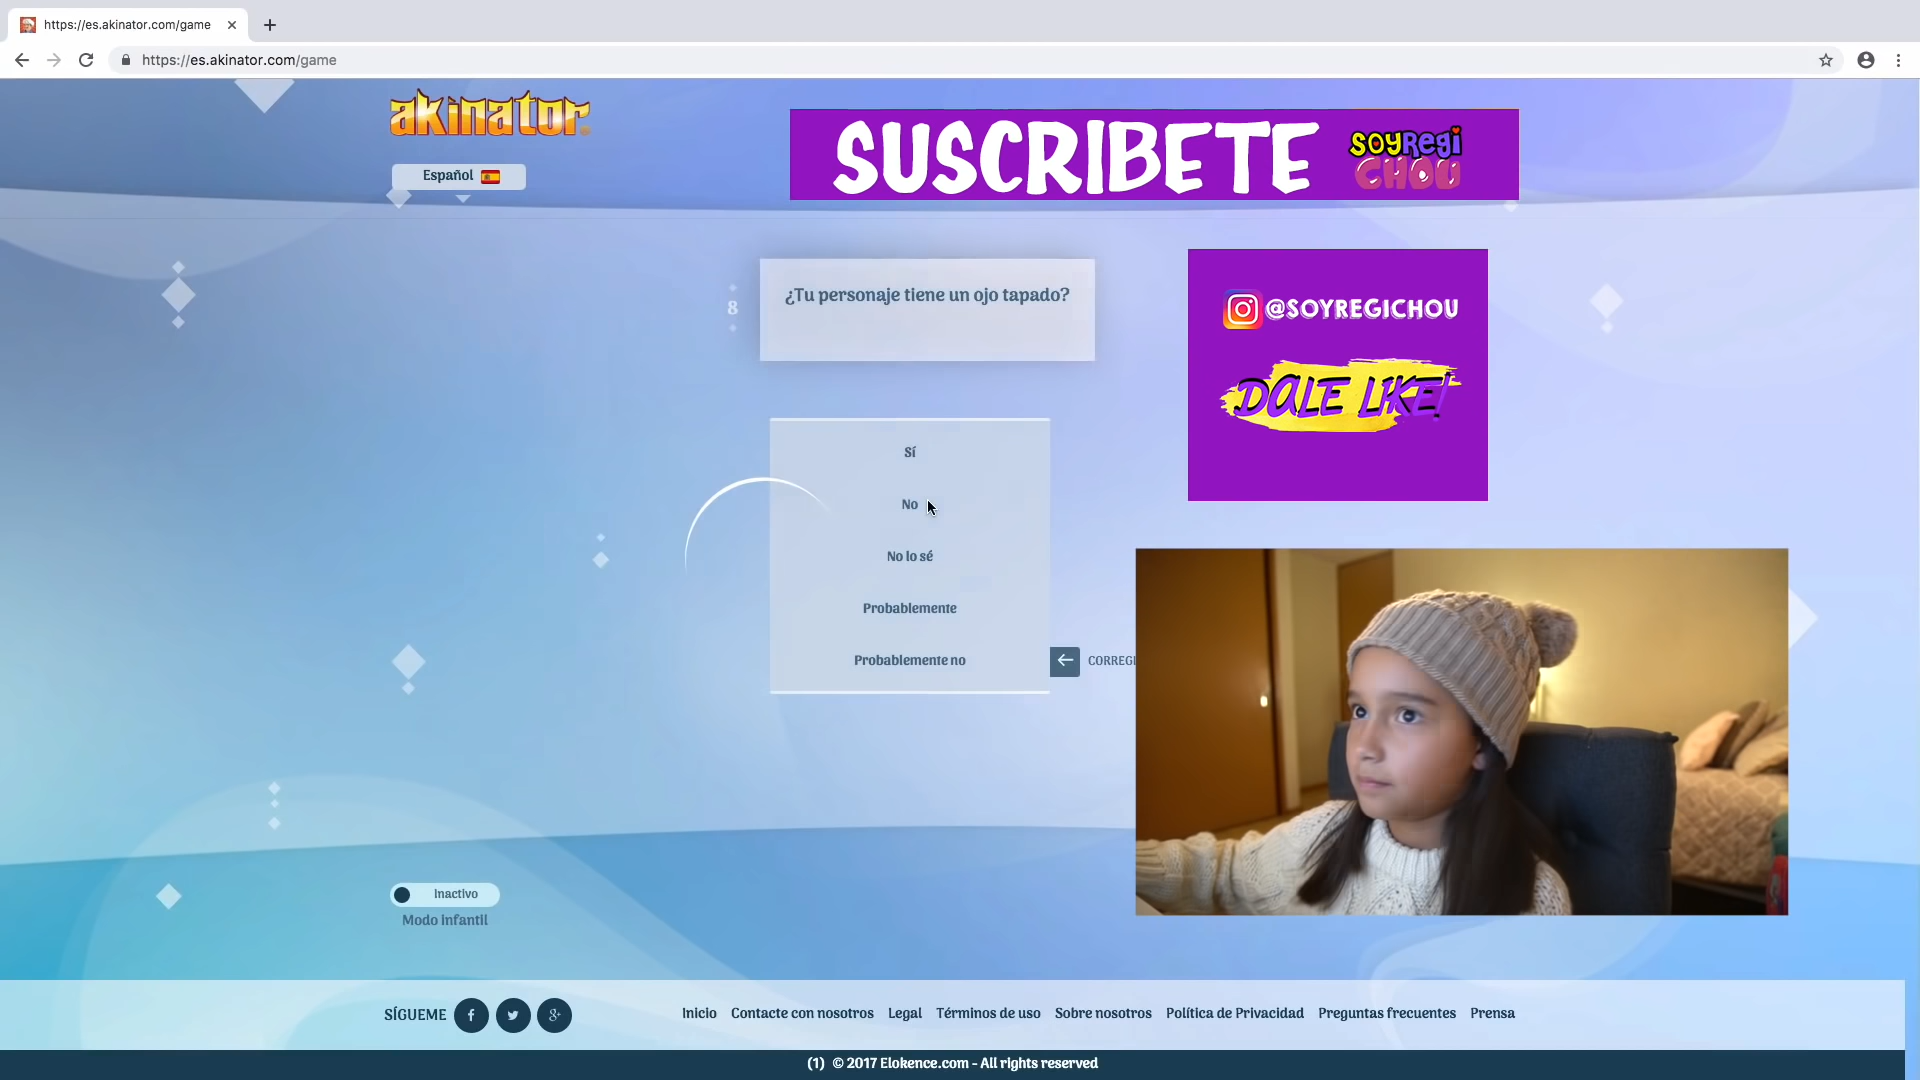 https://es.akinator.com/game
https://es.akinator.com/game
akinator
SUSCRIBETE
SOYRegi
CHOU
Español
8
¿Tu personaje tiene un ojo tapado?
@SOYREGICHOU
DALE LIKE!
Sí
No
No lo sé
Probablemente
Probablemente no
CORREGI
Inactivo
Modo infantil
SÍGUEME
Inicio Contacte con nosotros Legal Términos de uso Sobre nosotros Política de Privacidad Preguntas frecuentes Prensa
(1) © 2017 Elokence.com - All rights reserved